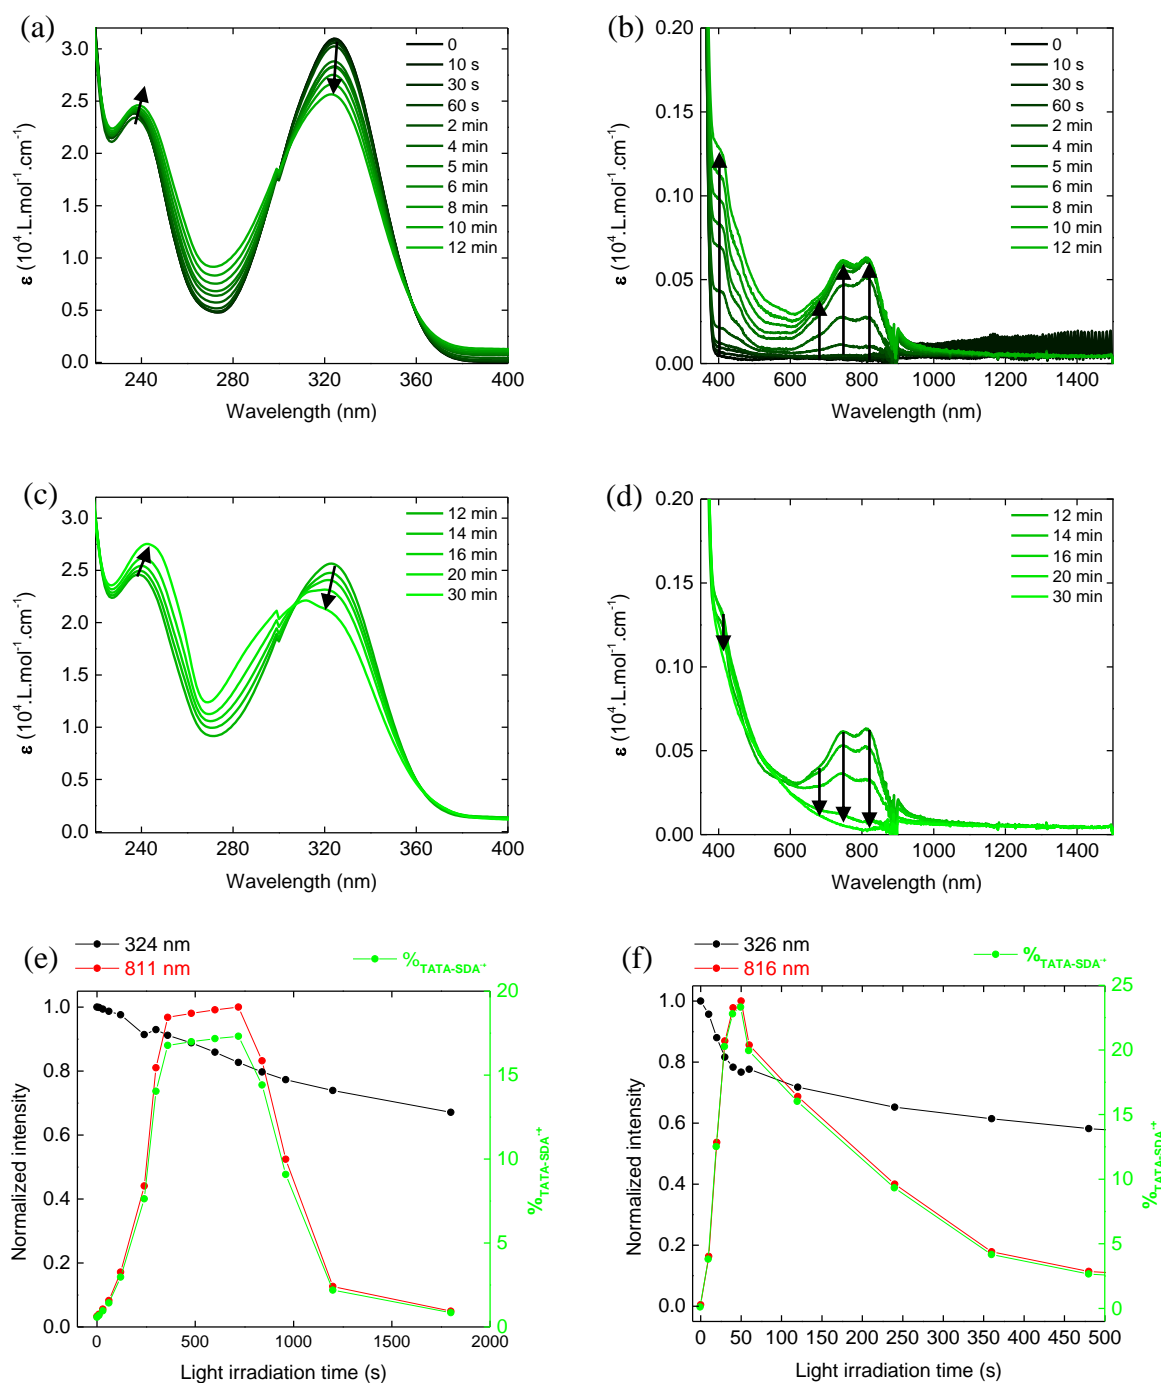 (a)
ε (10⁴.L.mol⁻¹.cm⁻¹)
3.0
2.5
2.0
1.5
1.0
0.5
0.0
240 280 320 360 400
Wavelength (nm)
0
10 s
30 s
60 s
2 min
4 min
5 min
6 min
8 min
10 min
12 min
(b)
ε (10⁴.L.mol⁻¹.cm⁻¹)
0.20
0.15
0.10
0.05
0.00
400 600 800 1000 1200 1400
Wavelength (nm)
0
10 s
30 s
60 s
2 min
4 min
5 min
6 min
8 min
10 min
12 min
(c)
ε (10⁴.L.mol⁻¹.cm⁻¹)
3.0
2.5
2.0
1.5
1.0
0.5
0.0
240 280 320 360 400
Wavelength (nm)
12 min
14 min
16 min
20 min
30 min
(d)
ε (10⁴.L.mol⁻¹.cm⁻¹)
0.20
0.15
0.10
0.05
0.00
400 600 800 1000 1200 1400
Wavelength (nm)
12 min
14 min
16 min
20 min
30 min
(e)
324 nm
811 nm
%TATA-SDA·+
Normalized intensity
1.0
0.8
0.6
0.4
0.2
0.0
0 500 1000 1500 2000
Light irradiation time (s)
20
15
10
5
0
%TATA-SDA·+
(f)
326 nm
816 nm
%TATA-SDA·+
Normalized intensity
1.0
0.8
0.6
0.4
0.2
0.0
0 50 100 150 200 250 300 350 400 450 500
Light irradiation time (s)
25
20
15
10
5
0
%TATA-SDA·+